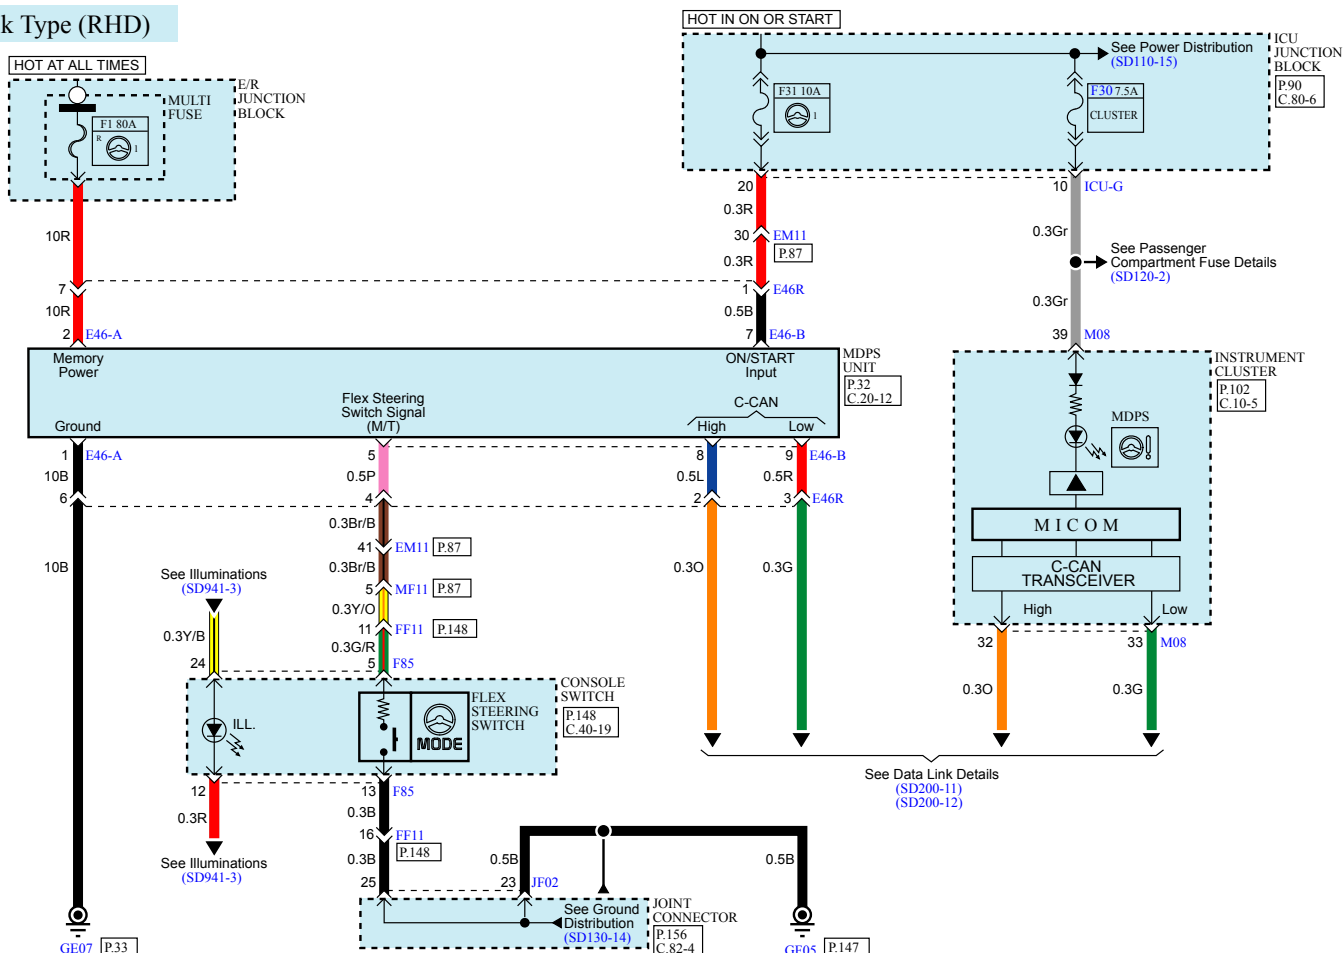 k Type (RHD)
HOT AT ALL TIMES
HOT IN ON OR START
E/R
JUNCTION
BLOCK
MULTI
FUSE
F1 80A
R
1
ICU
JUNCTION
BLOCK
P.90
C.80-6
See Power Distribution
(SD110-15)
F31 10A
1
F30 7.5A
CLUSTER
20
10
ICU-G
0.3R
0.3Gr
30
EM11
P.87
0.3R
See Passenger
Compartment Fuse Details
(SD120-2)
10R
7
1
E46R
10R
0.5B
0.3Gr
2
E46-A
7
E46-B
39
M08
Memory
Power
ON/START
Input
MDPS
UNIT
P.32
C.20-12
Flex Steering
Switch Signal
(M/T)
C-CAN
Ground
High
Low
INSTRUMENT
CLUSTER
P.102
C.10-5
MDPS
MICOM
C-CAN
TRANSCEIVER
High
Low
1
E46-A
5
8
9
E46-B
10B
0.5P
0.5L
0.5R
6
4
2
3
E46R
0.3Br/B
41
EM11
P.87
10B
0.3Br/B
0.3O
0.3G
5
MF11
P.87
0.3Y/O
11
FF11
P.148
0.3G/R
5
F85
See Illuminations
(SD941-3)
0.3Y/B
24
32
33
M08
0.3O
0.3G
ILL.
FLEX
STEERING
SWITCH
MODE
CONSOLE
SWITCH
P.148
C.40-19
See Data Link Details
(SD200-11)
(SD200-12)
12
13
F85
0.3R
0.3B
16
FF11
P.148
See Illuminations
(SD941-3)
0.3B
0.5B
0.5B
25
23
JF02
See Ground
Distribution
(SD130-14)
JOINT
CONNECTOR
P.156
C.82-4
GE07
P.33
GF05
P.147